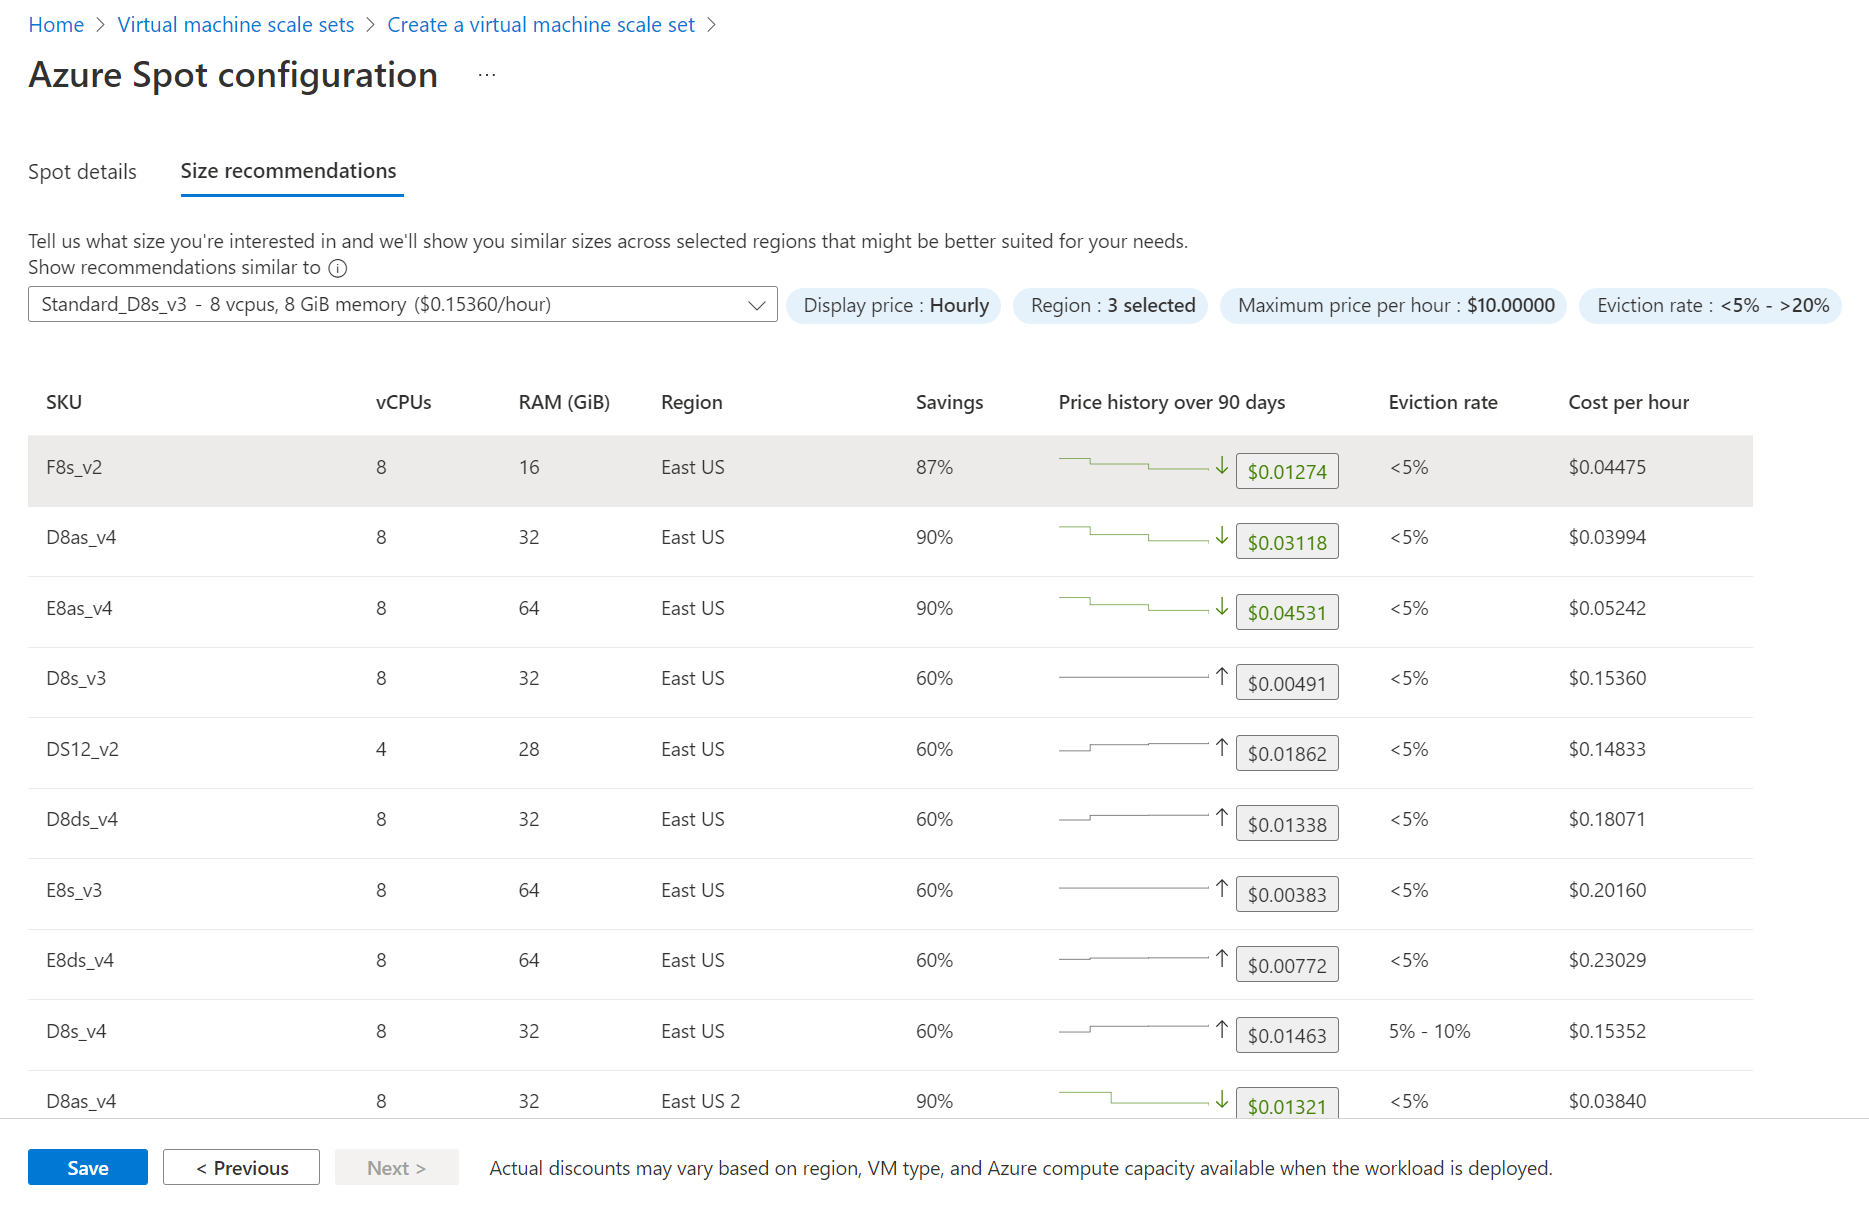 Home > Virtual machine scale sets > Create a virtual machine scale set >
Azure Spot configuration ...
Spot details Size recommendations
Tell us what size you're interested in and we'll show you similar sizes across selected regions that might be better suited for your needs.
Show recommendations similar to
Standard_D8s_v3 - 8 vcpus, 8 GiB memory ($0.15360/hour) Display price : Hourly Region : 3 selected Maximum price per hour : $10.00000 Eviction rate : <5% - >20%
SKU vCPUs RAM (GiB) Region Savings Price history over 90 days Eviction rate Cost per hour
F8s_v2 8 16 East US 87% ↓ $0.01274 <5% $0.04475
D8as_v4 8 32 East US 90% ↓ $0.03118 <5% $0.03994
E8as_v4 8 64 East US 90% ↓ $0.04531 <5% $0.05242
D8s_v3 8 32 East US 60% ↑ $0.00491 <5% $0.15360
DS12_v2 4 28 East US 60% ↑ $0.01862 <5% $0.14833
D8ds_v4 8 32 East US 60% ↑ $0.01338 <5% $0.18071
E8s_v3 8 64 East US 60% ↑ $0.00383 <5% $0.20160
E8ds_v4 8 64 East US 60% ↑ $0.00772 <5% $0.23029
D8s_v4 8 32 East US 60% ↑ $0.01463 5% - 10% $0.15352
D8as_v4 8 32 East US 2 90% ↓ $0.01321 <5% $0.03840
Save < Previous Next > Actual discounts may vary based on region, VM type, and Azure compute capacity available when the workload is deployed.